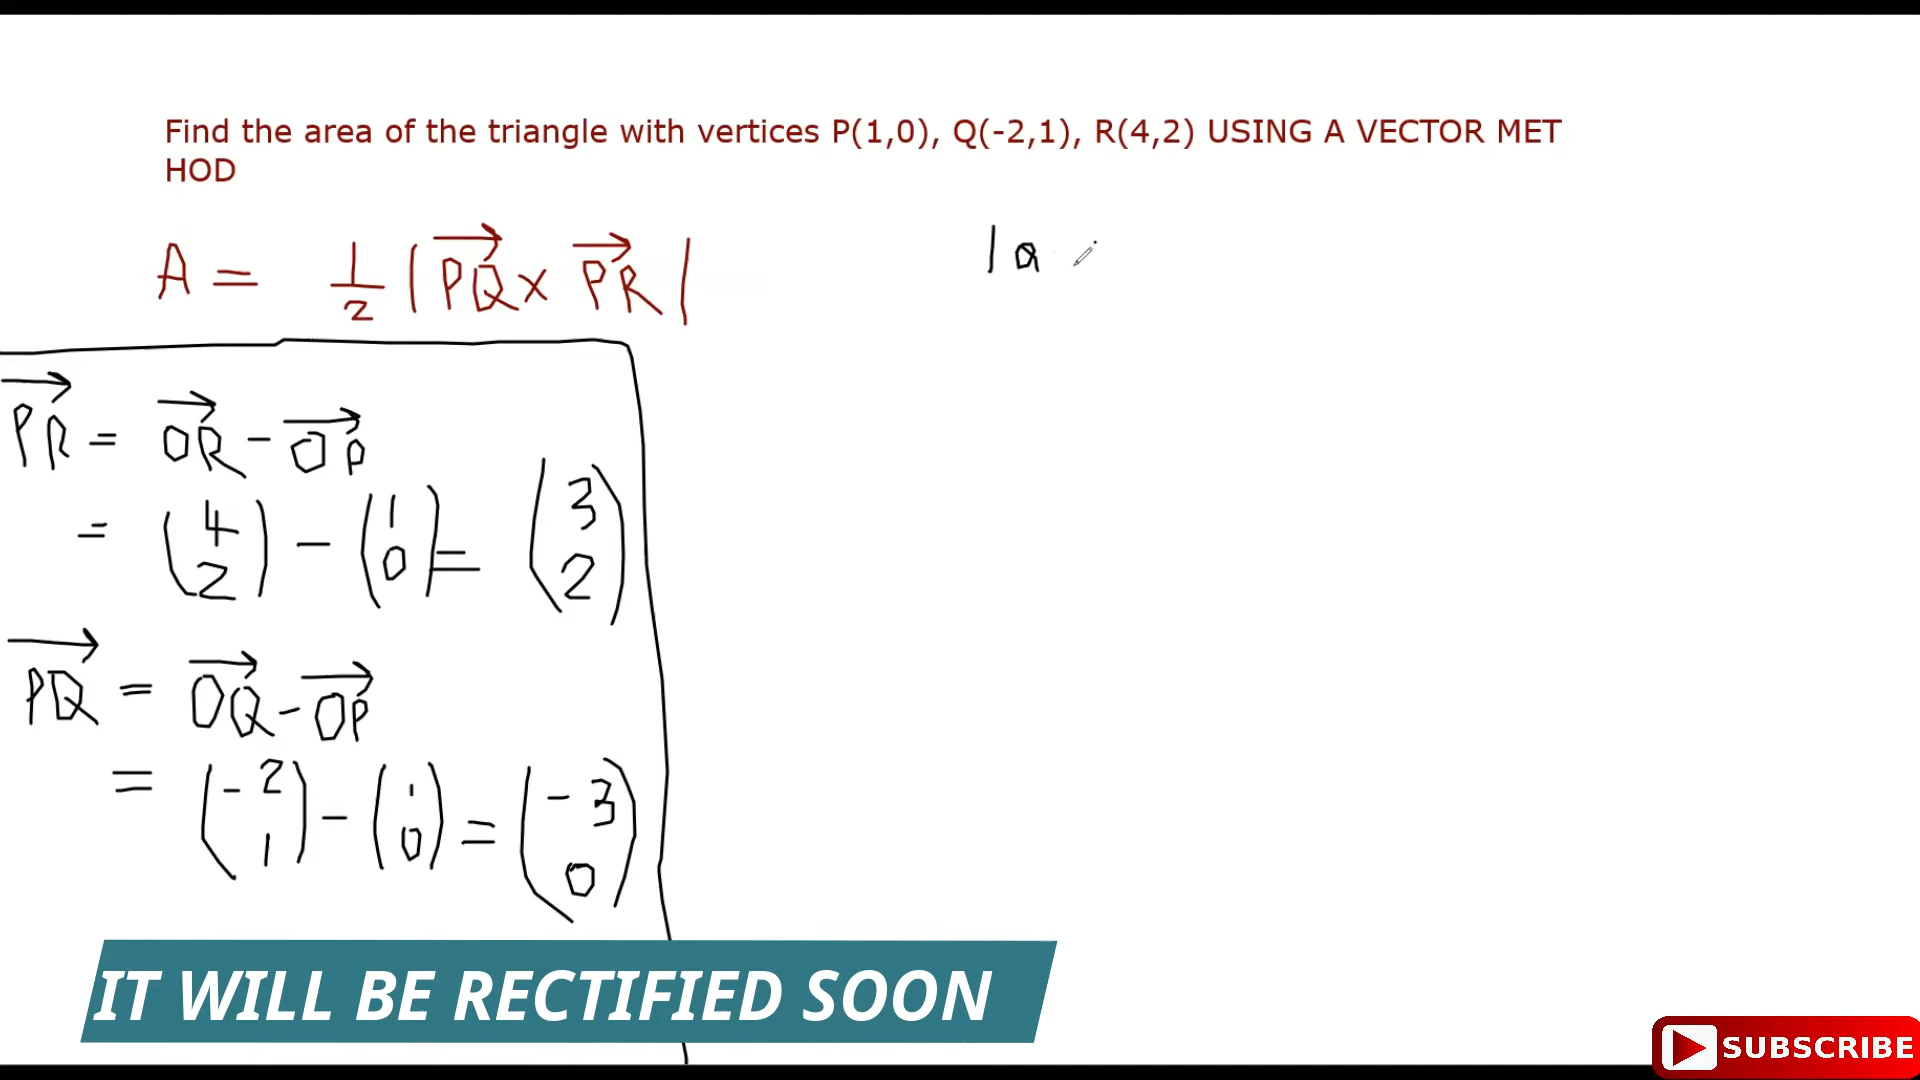 Find the area of the triangle with vertices P(1,0), Q(-2,1), R(4,2) USING A VECTOR MET
HOD
A = 1/2 |PQ× PR|
|a
PR = OR - OP
= (4 2) - (1 0) = (3 2)
PQ = OQ - OP
= (-2 1) - (1 0) = (-3 0)
IT WILL BE RECTIFIED SOON
SUBSCRIBE